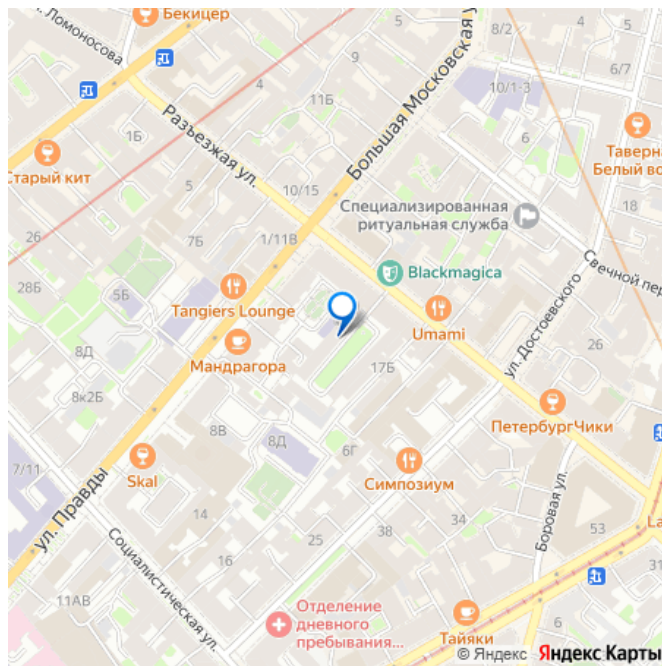 Бекицер
. Ломоносова
4
9
8/2
6/7
11Б
10/1-3
Большая Московская у
1Б
Разъезжая ул.
6
Таверна
Белый во
Старый кит
5
10/15
Специализированная
ритуальная служба
18
26
7Б
1/11В
Свечной пер
Blackmagica
28Б
5Б
Tangiers Lounge
Umami
ул. Достоевского
26
8Д
Мандрагора
17Б
8к2Б
ПетербургЧики
8В
8Д
6Г
7/11
Skal
Симпозиум
ул. Правды
14
34
Боровая ул.
53
La
Социалистическая ул.
25
38
16
31
11АВ
Отделение
дневного
пребывания...
4
6
Тайяки
6
5
© Яндекс Яндекс Карты